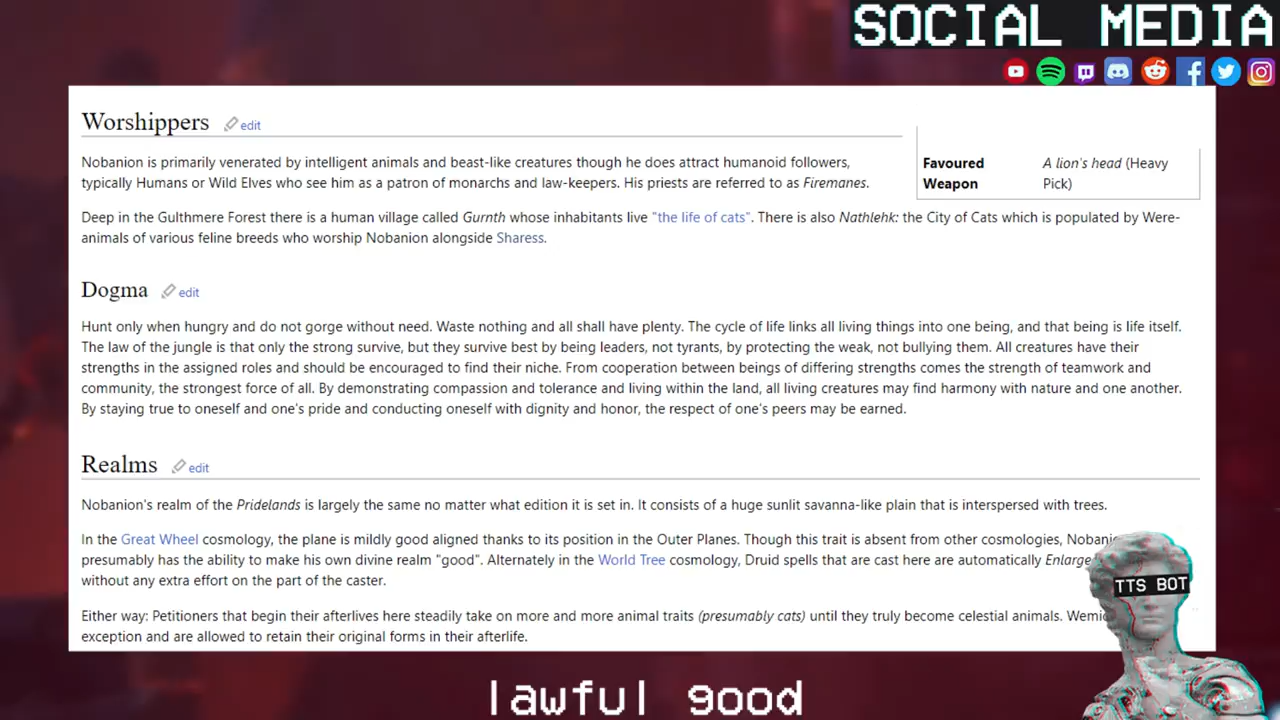 SOCIAL MEDIA
Worshippers edit
Nobanion is primarily venerated by intelligent animals and beast-like creatures though he does attract humanoid followers,
typically Humans or Wild Elves who see him as a patron of monarchs and law-keepers. His priests are referred to as Firemanes.
Favoured Weapon A lion's head (Heavy Pick)
Deep in the Gulthmere Forest there is a human village called Gurnth whose inhabitants live "the life of cats". There is also Nathlehk: the City of Cats which is populated by Were-
animals of various feline breeds who worship Nobanion alongside Sharess.
Dogma edit
Hunt only when hungry and do not gorge without need. Waste nothing and all shall have plenty. The cycle of life links all living things into one being, and that being is life itself.
The law of the jungle is that only the strong survive, but they survive best by being leaders, not tyrants, by protecting the weak, not bullying them. All creatures have their
strengths in the assigned roles and should be encouraged to find their niche. From cooperation between beings of differing strengths comes the strength of teamwork and
community, the strongest force of all. By demonstrating compassion and tolerance and living within the land, all living creatures may find harmony with nature and one another.
By staying true to oneself and one's pride and conducting oneself with dignity and honor, the respect of one's peers may be earned.
Realms edit
Nobanion's realm of the Pridelands is largely the same no matter what edition it is set in. It consists of a huge sunlit savanna-like plain that is interspersed with trees.
In the Great Wheel cosmology, the plane is mildly good aligned thanks to its position in the Outer Planes. Though this trait is absent from other cosmologies,
presumably has the ability to make his own divine realm "good". Alternately in the World Tree cosmology, Druid spells that are cast here are automatically Enlarge
without any extra effort on the part of the caster.
Either way: Petitioners that begin their afterlives here steadily take on more and more animal traits (presumably cats) until they truly become celestial animals.
exception and are allowed to retain their original forms in their afterlife.
TTS BOT
lawful good